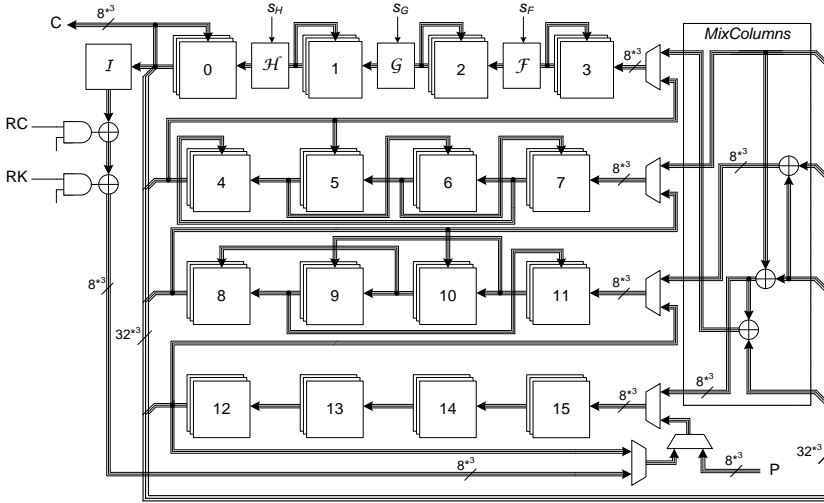 C 8*3 s_H s_G s_F MixColumns
I 0 ℋ 1 𝒢 2 ℱ 3 8*3
RC
RK
4 5 6 7 8*3 8*3
8 9 10 11 8*3
8*3 32*3
12 13 14 15 8*3 8*3
8*3 8*3 P 32*3